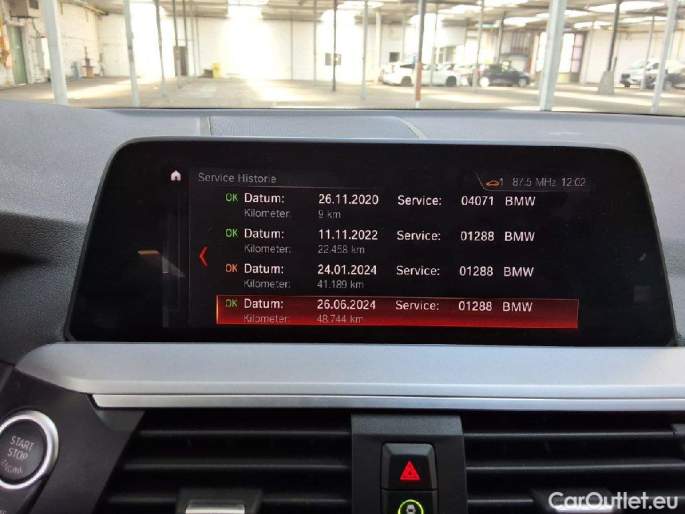 Service Historie 1 87.5 MHz 12:02
OK Datum: 26.11.2020 Service: 04071 BMW
Kilometer: 9 km
OK Datum: 11.11.2022 Service: 01288 BMW
Kilometer: 22.458 km
OK Datum: 24.01.2024 Service: 01288 BMW
Kilometer: 41.189 km
OK Datum: 26.06.2024 Service: 01288 BMW
Kilometer: 48.744 km
START
STOP
CarOutlet.eu